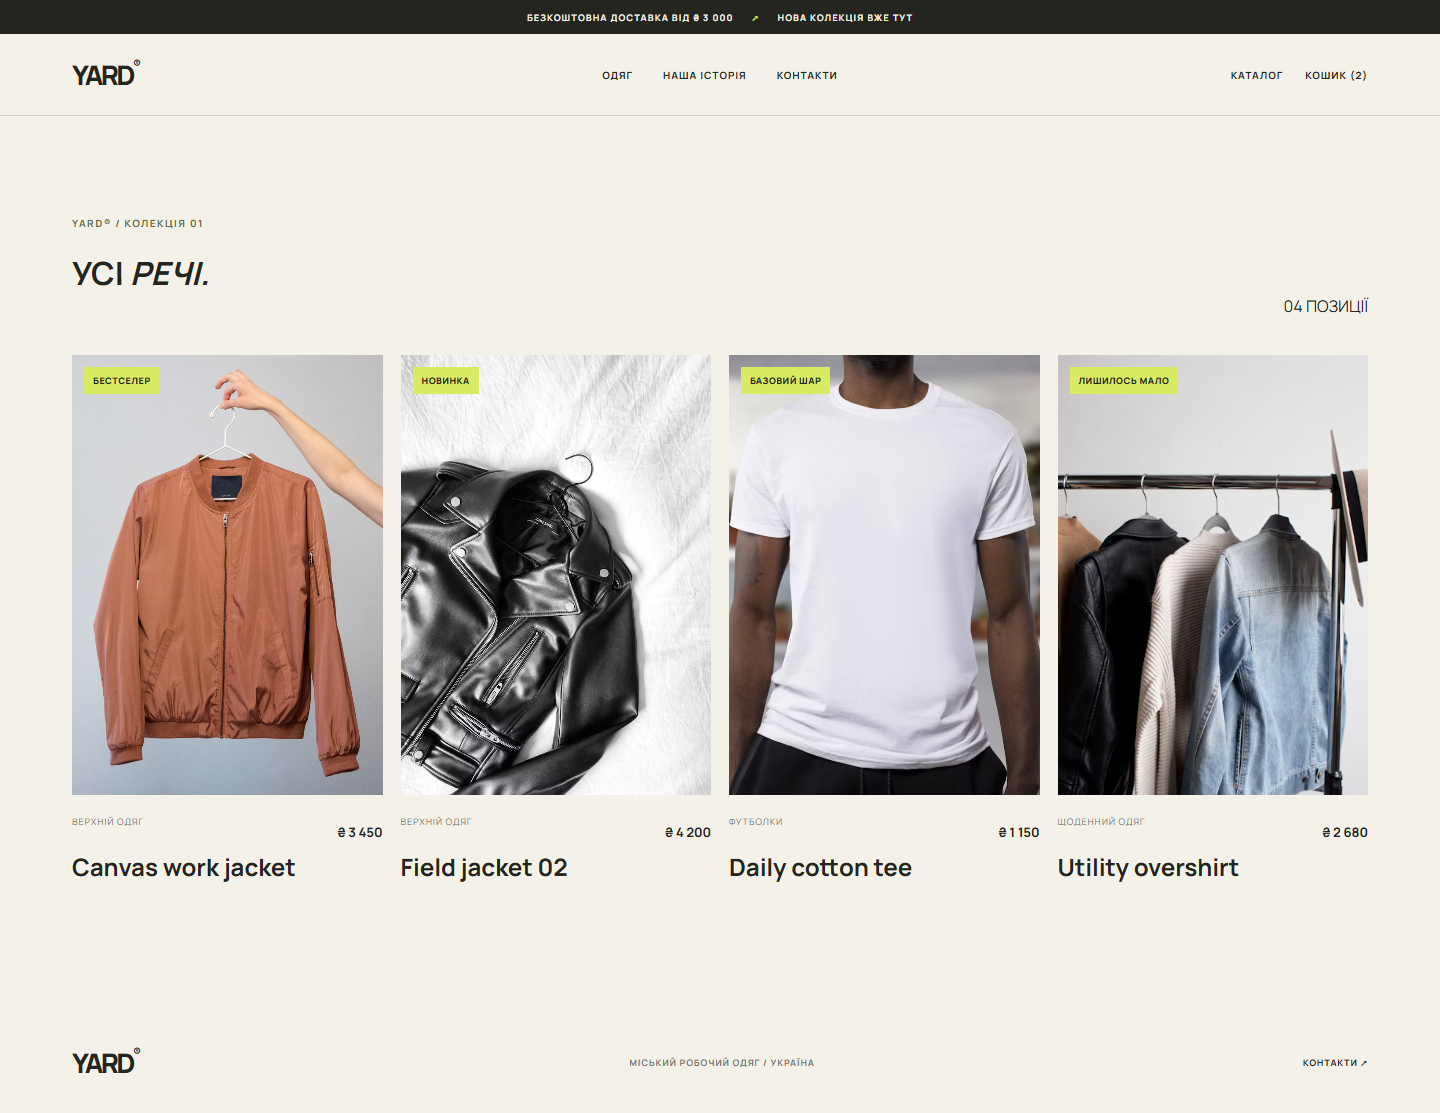 БЕЗКОШТОВНА ДОСТАВКА ВІД ₴ 3 000 ↗ НОВА КОЛЕКЦІЯ ВЖЕ ТУТ
YARD®
ОДЯГ НАША ІСТОРІЯ КОНТАКТИ
КАТАЛОГ КОШИК (2)
YARD® / КОЛЕКЦІЯ 01
УСІ РЕЧІ.
04 ПОЗИЦІЇ
БЕСТСЕЛЕР
НОВИНКА
БАЗОВИЙ ШАР
ЛИШИЛОСЬ МАЛО
ВЕРХНІЙ ОДЯГ
₴ 3 450
Canvas work jacket
ВЕРХНІЙ ОДЯГ
₴ 4 200
Field jacket 02
ФУТБОЛКИ
₴ 1 150
Daily cotton tee
ЩОДЕННИЙ ОДЯГ
₴ 2 680
Utility overshirt
YARD®
МІСЬКИЙ РОБОЧИЙ ОДЯГ / УКРАЇНА
КОНТАКТИ ↗